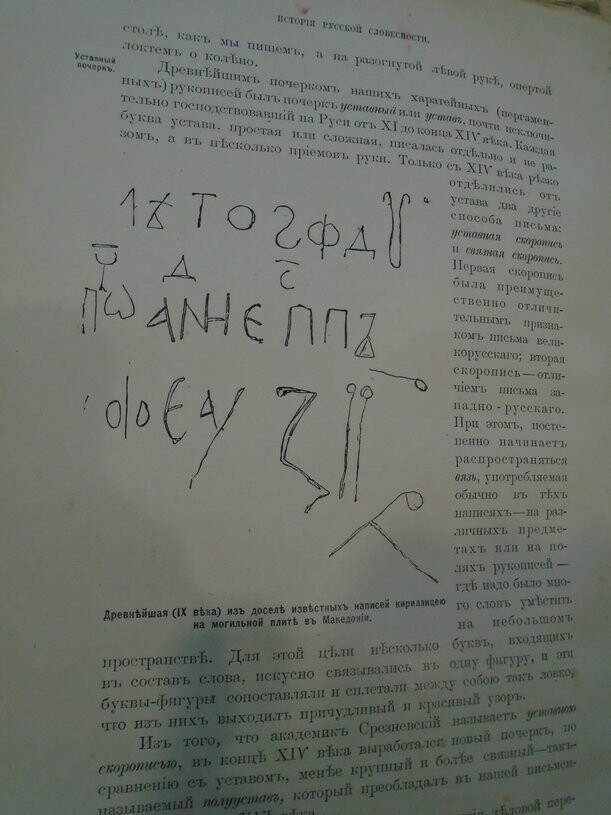 ИСТОРІЯ РУССКОЙ СЛОВЕСНОСТИ.
столѣ, какъ мы пишемъ, а на разогнутой лѣвой рукѣ, опертой
локтемъ о колѣно.
Уставный
почеркъ.
Древнѣйшимъ почеркомъ нашихъ харатейныхъ (пергамен-
ныхъ) рукописей былъ почеркъ уставный или уставъ, почти исключи-
тельно господствовавшій на Руси отъ XI до конца XIV вѣка. Каждая
буква устава, простая или сложная, писалась отдѣльно и не ра-
зомъ, а въ нѣсколько пріемовъ руки. Только съ XIV вѣка рѣзко
отдѣлились отъ
устава два другіе
способа письма:
уставная скоропись
и связная скоропись.
Первая скоропись
была преимуще-
ственно отличи-
тельнымъ призна-
комъ письма вели-
корусскаго; вторая
скоропись—отли-
чіемъ письма за-
падно-русскаго.
При этомъ, посте-
пенно начинаетъ
распространяться
вязь, употребляемая
обычно въ тѣхъ
написяхъ—на раз-
личныхъ предме-
тахъ или на по-
ляхъ рукописей—
гдѣ надо было мно-
го словъ умѣстить
на небольшомъ
Древнѣйшая (IX вѣка) изъ доселѣ извѣстныхъ написей кириллицею
на могильной плитѣ въ Македоніи.
пространствѣ. Для этой цѣли нѣсколько буквъ, входящихъ
въ составъ слова, искусно связывались въ одну фигуру, и эти
буквы-фигуры сопоставляли и сплетали между собою такъ ловко,
что изъ нихъ выходилъ причудливый и красивый узоръ.
Изъ того, что академикъ Срезневскій называетъ уставною
скорописью, въ концѣ XIV вѣка выработался новый почеркъ, по
сравненію съ уставомъ, менѣе крупный и болѣе связный—такъ-
называемый полууставъ, который преобладалъ въ нашей письмен-